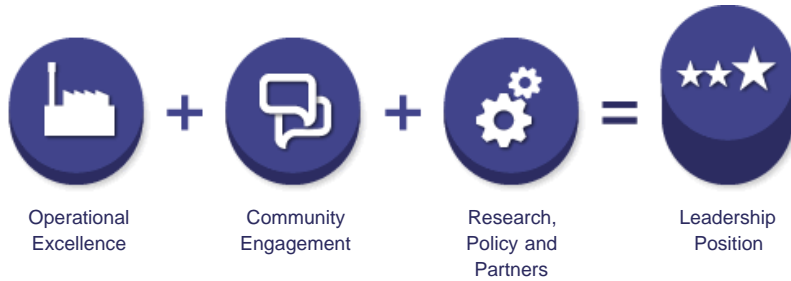 +
+
=
Operational
Excellence
Community
Engagement
Research,
Policy and
Partners
Leadership
Position